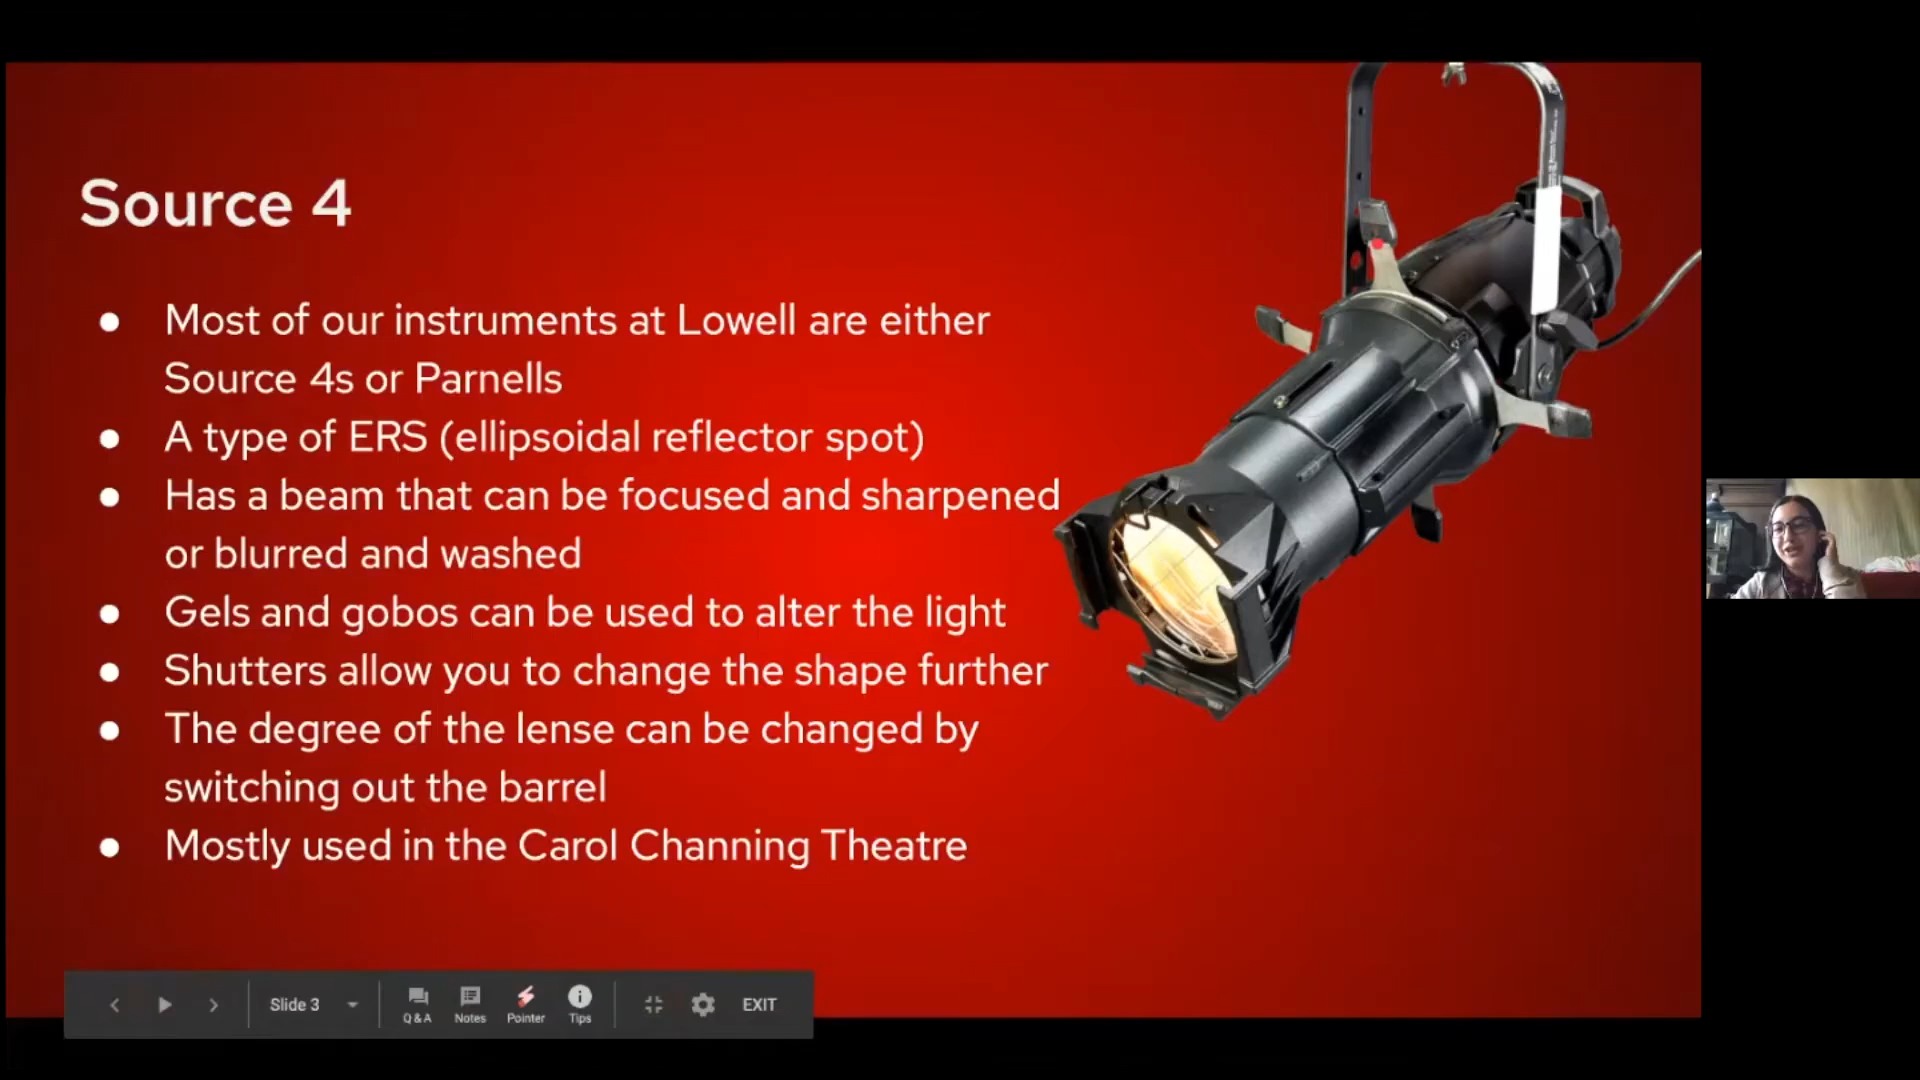 Source 4
● Most of our instruments at Lowell are either
Source 4s or Parnells
● A type of ERS (ellipsoidal reflector spot)
● Has a beam that can be focused and sharpened
or blurred and washed
● Gels and gobos can be used to alter the light
● Shutters allow you to change the shape further
● The degree of the lense can be changed by
switching out the barrel
● Mostly used in the Carol Channing Theatre
Slide 3
Q & A
Notes
Pointer
Tips
EXIT